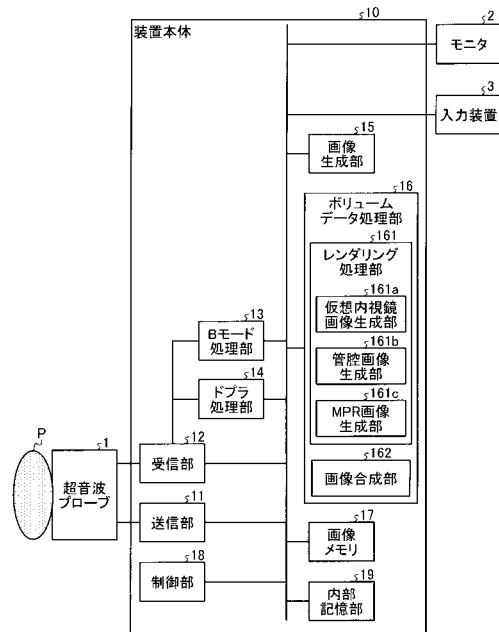 10
装置本体
2
モニタ
3
入力装置
15
画像
生成部
16
ボリューム
データ処理部
161
レンダリング
処理部
161a
仮想内視鏡
画像生成部
161b
管腔画像
生成部
161c
MPR画像
生成部
162
画像合成部
13
Bモード
処理部
14
ドプラ
処理部
P
1
超音波
プローブ
12
受信部
11
送信部
18
制御部
17
画像
メモリ
19
内部
記憶部